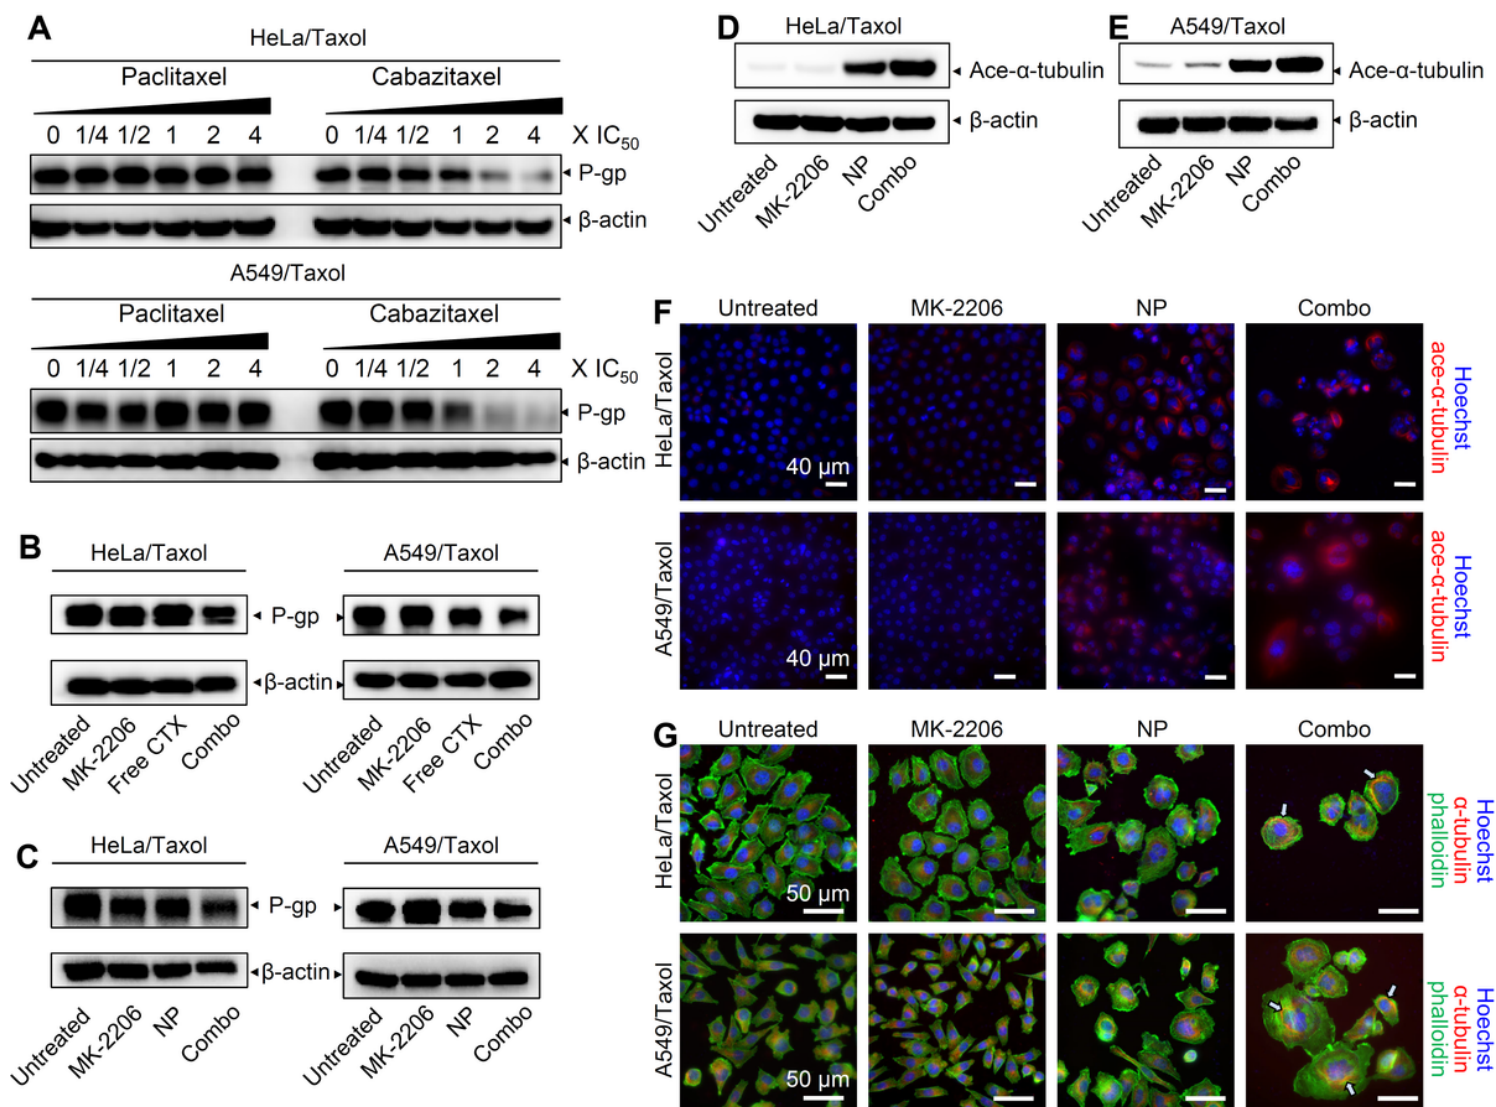 A
HeLa/Taxol
Paclitaxel Cabazitaxel
0 1/4 1/2 1 2 4 0 1/4 1/2 1 2 4 X IC50
P-gp
β-actin
A549/Taxol
Paclitaxel Cabazitaxel
0 1/4 1/2 1 2 4 0 1/4 1/2 1 2 4 X IC50
P-gp
β-actin
B
HeLa/Taxol A549/Taxol
P-gp
β-actin
Untreated MK-2206 Free CTX Combo Untreated MK-2206 Free CTX Combo
C
HeLa/Taxol A549/Taxol
P-gp
β-actin
Untreated MK-2206 NP Combo Untreated MK-2206 NP Combo
D
HeLa/Taxol
Ace-α-tubulin
β-actin
Untreated MK-2206 NP Combo
E
A549/Taxol
Ace-α-tubulin
β-actin
Untreated MK-2206 NP Combo
F
Untreated MK-2206 NP Combo
HeLa/Taxol
40 µm
Hoechst
ace-α-tubulin
A549/Taxol
40 µm
Hoechst
ace-α-tubulin
G
Untreated MK-2206 NP Combo
HeLa/Taxol
50 µm
Hoechst
α-tubulin
phalloidin
A549/Taxol
50 µm
Hoechst
α-tubulin
phalloidin